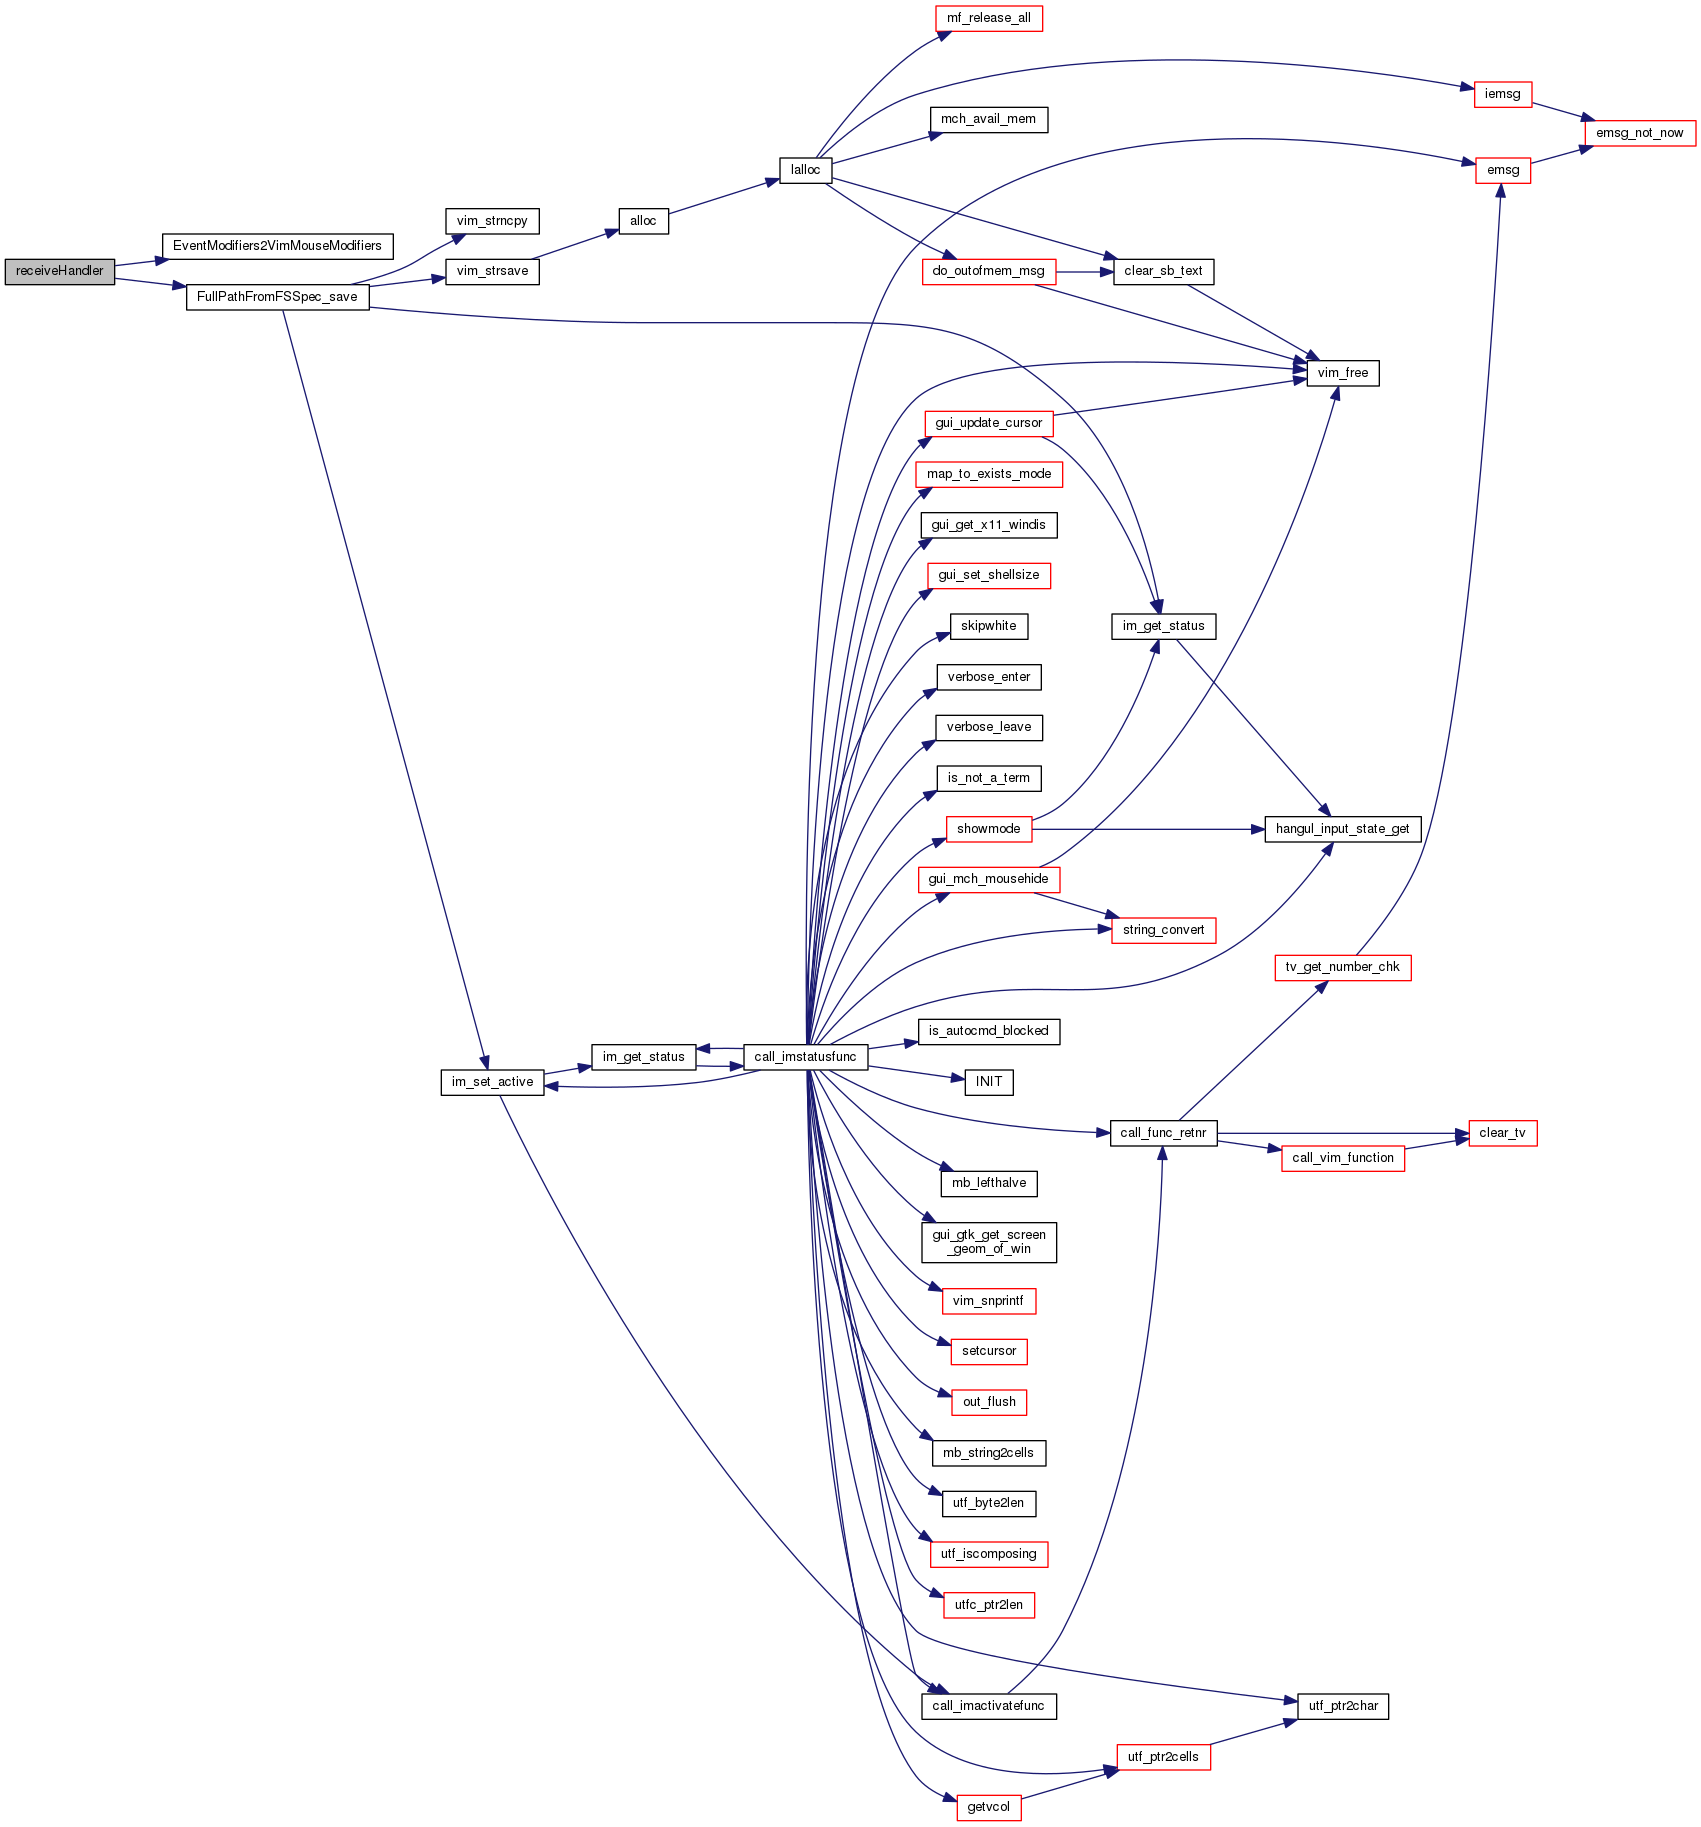 mf_release_all
iemsg
mch_avail_mem
emsg_not_now
lalloc
emsg
vim_strncpy
alloc
EventModifiers2VimMouseModifiers
receiveHandler
vim_strsave
do_outofmem_msg
clear_sb_text
FullPathFromFSSpec_save
vim_free
gui_update_cursor
map_to_exists_mode
gui_get_x11_windis
gui_set_shellsize
skipwhite
im_get_status
verbose_enter
verbose_leave
is_not_a_term
showmode
hangul_input_state_get
gui_mch_mousehide
string_convert
tv_get_number_chk
is_autocmd_blocked
im_get_status
call_imstatusfunc
im_set_active
INIT
call_func_retnr
clear_tv
call_vim_function
mb_lefthalve
gui_gtk_get_screen
_geom_of_win
vim_snprintf
setcursor
out_flush
mb_string2cells
utf_byte2len
utf_iscomposing
utfc_ptr2len
call_imactivatefunc
utf_ptr2char
utf_ptr2cells
getvcol